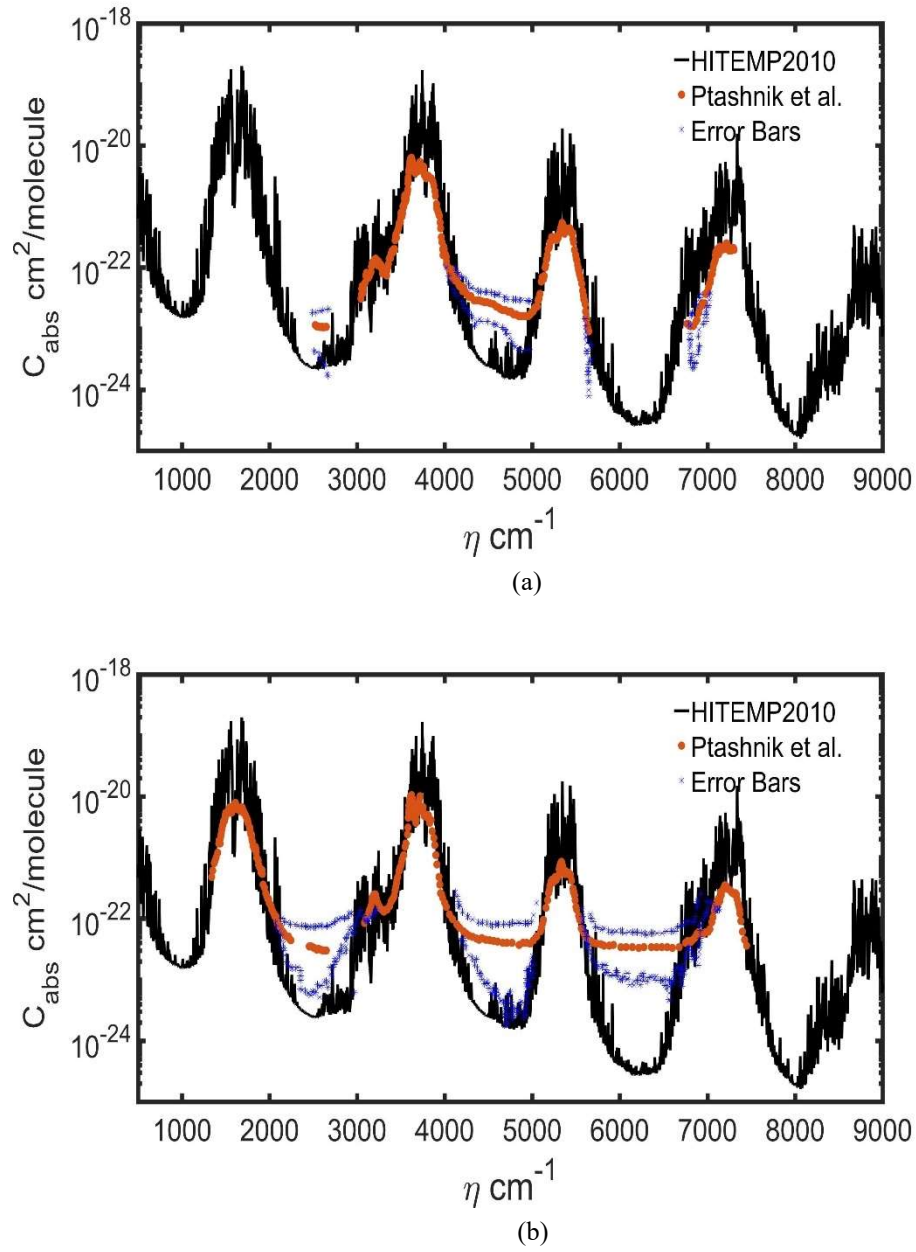 10^-18
10^-20
10^-22
10^-24
C_abs cm^2/molecule
HITEMP2010
Ptashnik et al.
Error Bars
1000 2000 3000 4000 5000 6000 7000 8000 9000
η cm^-1
(a)
10^-18
10^-20
10^-22
10^-24
C_abs cm^2/molecule
HITEMP2010
Ptashnik et al.
Error Bars
1000 2000 3000 4000 5000 6000 7000 8000 9000
η cm^-1
(b)